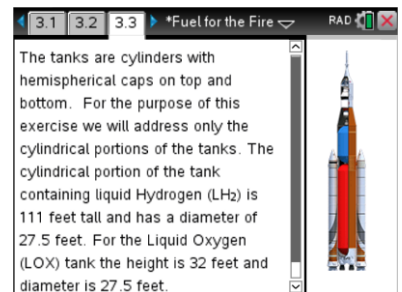 3.1 3.2 3.3 *Fuel for the Fire RAD
The tanks are cylinders with
hemispherical caps on top and
bottom. For the purpose of this
exercise we will address only the
cylindrical portions of the tanks. The
cylindrical portion of the tank
containing liquid Hydrogen (LH₂) is
111 feet tall and has a diameter of
27.5 feet. For the Liquid Oxygen
(LOX) tank the height is 32 feet and
diameter is 27.5 feet.